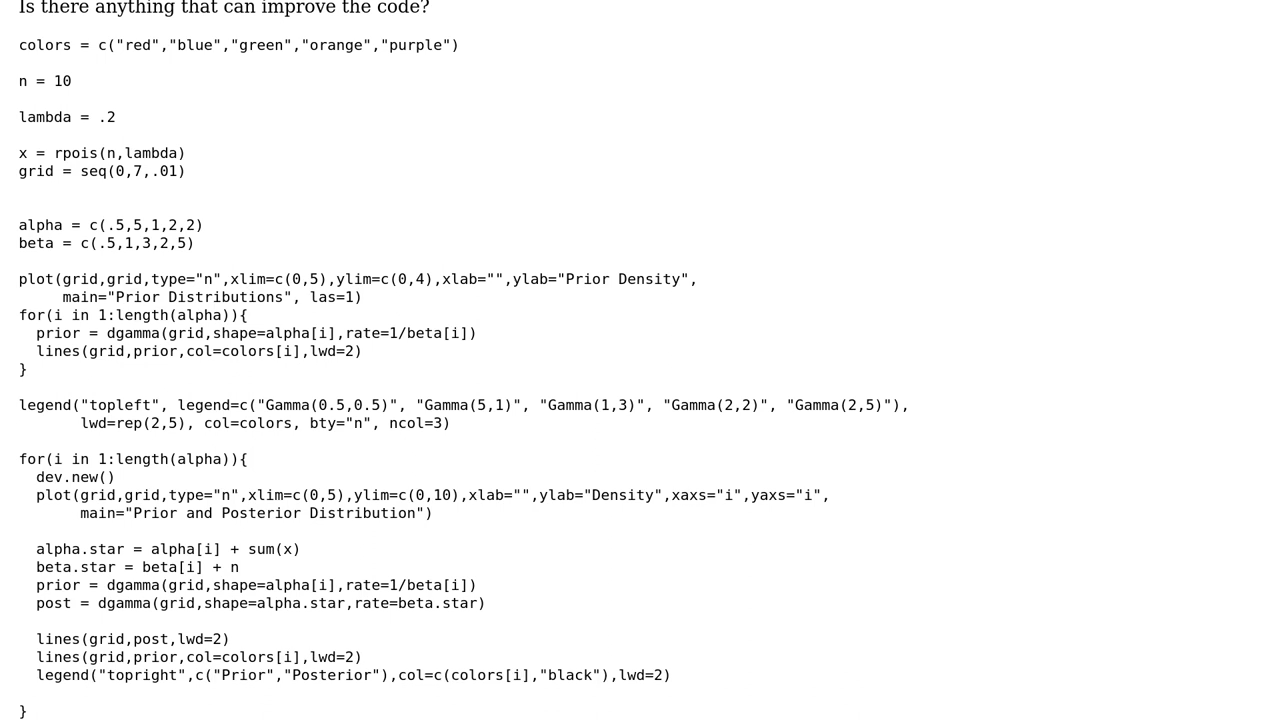 Is there anything that can improve the code?
colors = c("red","blue","green","orange","purple")
n = 10
lambda = .2
x = rpois(n,lambda)
grid = seq(0,7,.01)
alpha = c(.5,5,1,2,2)
beta = c(.5,1,3,2,5)
plot(grid,grid,type="n",xlim=c(0,5),ylim=c(0,4),xlab="",ylab="Prior Density",
     main="Prior Distributions", las=1)
for(i in 1:length(alpha)){
  prior = dgamma(grid,shape=alpha[i],rate=1/beta[i])
  lines(grid,prior,col=colors[i],lwd=2)
}
legend("topleft", legend=c("Gamma(0.5,0.5)", "Gamma(5,1)", "Gamma(1,3)", "Gamma(2,2)", "Gamma(2,5)"),
       lwd=rep(2,5), col=colors, bty="n", ncol=3)
for(i in 1:length(alpha)){
  dev.new()
  plot(grid,grid,type="n",xlim=c(0,5),ylim=c(0,10),xlab="",ylab="Density",xaxs="i",yaxs="i",
       main="Prior and Posterior Distribution")
  alpha.star = alpha[i] + sum(x)
  beta.star = beta[i] + n
  prior = dgamma(grid,shape=alpha[i],rate=1/beta[i])
  post = dgamma(grid,shape=alpha.star,rate=beta.star)
  lines(grid,post,lwd=2)
  lines(grid,prior,col=colors[i],lwd=2)
  legend("topright",c("Prior","Posterior"),col=c(colors[i],"black"),lwd=2)
}